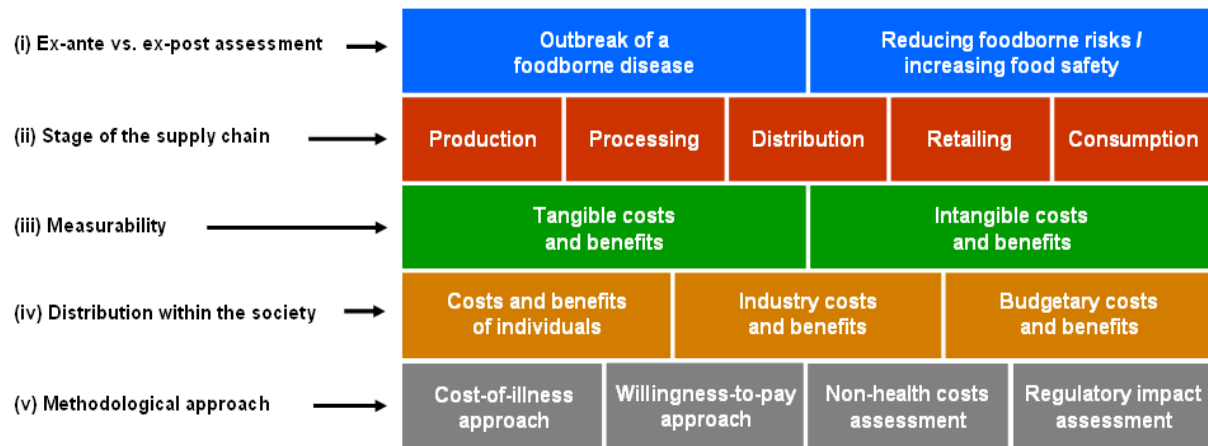 (i) Ex-ante vs. ex-post assessment
Outbreak of a
foodborne disease
Reducing foodborne risks /
increasing food safety
(ii) Stage of the supply chain
Production
Processing
Distribution
Retailing
Consumption
(iii) Measurability
Tangible costs
and benefits
Intangible costs
and benefits
(iv) Distribution within the society
Costs and benefits
of individuals
Industry costs
and benefits
Budgetary costs
and benefits
(v) Methodological approach
Cost-of-illness
approach
Willingness-to-pay
approach
Non-health costs
assessment
Regulatory impact
assessment